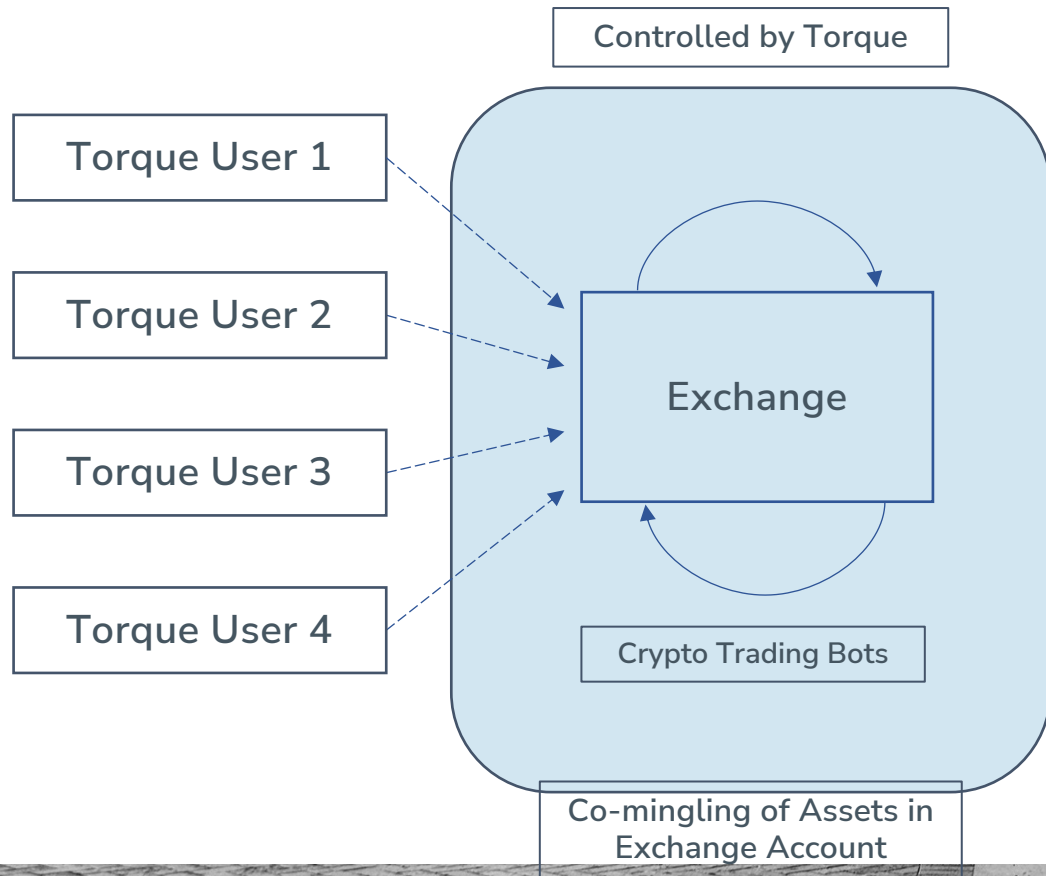 Controlled by Torque
Torque User 1
Torque User 2
Torque User 3
Torque User 4
Exchange
Crypto Trading Bots
Co-mingling of Assets in
Exchange Account